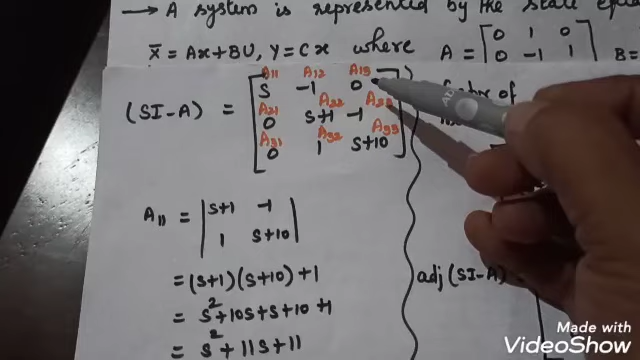 → A system is represented by the state
x̅ = Ax + BU, Y = Cx where A = [ 0 1 0
0 -1 1 ] B =
A11 A12 A13
S -1 0
A21 A22
(SI-A) = 0 S+1 -1
A31 A32 A33
0 1 S+10
A11 = | S+1 -1
1 S+10 |
= (S+1)(S+10)+1
= S²+10S+S+10+1
adj (SI-A)
= S²+11S+11
Made with
VideoShow